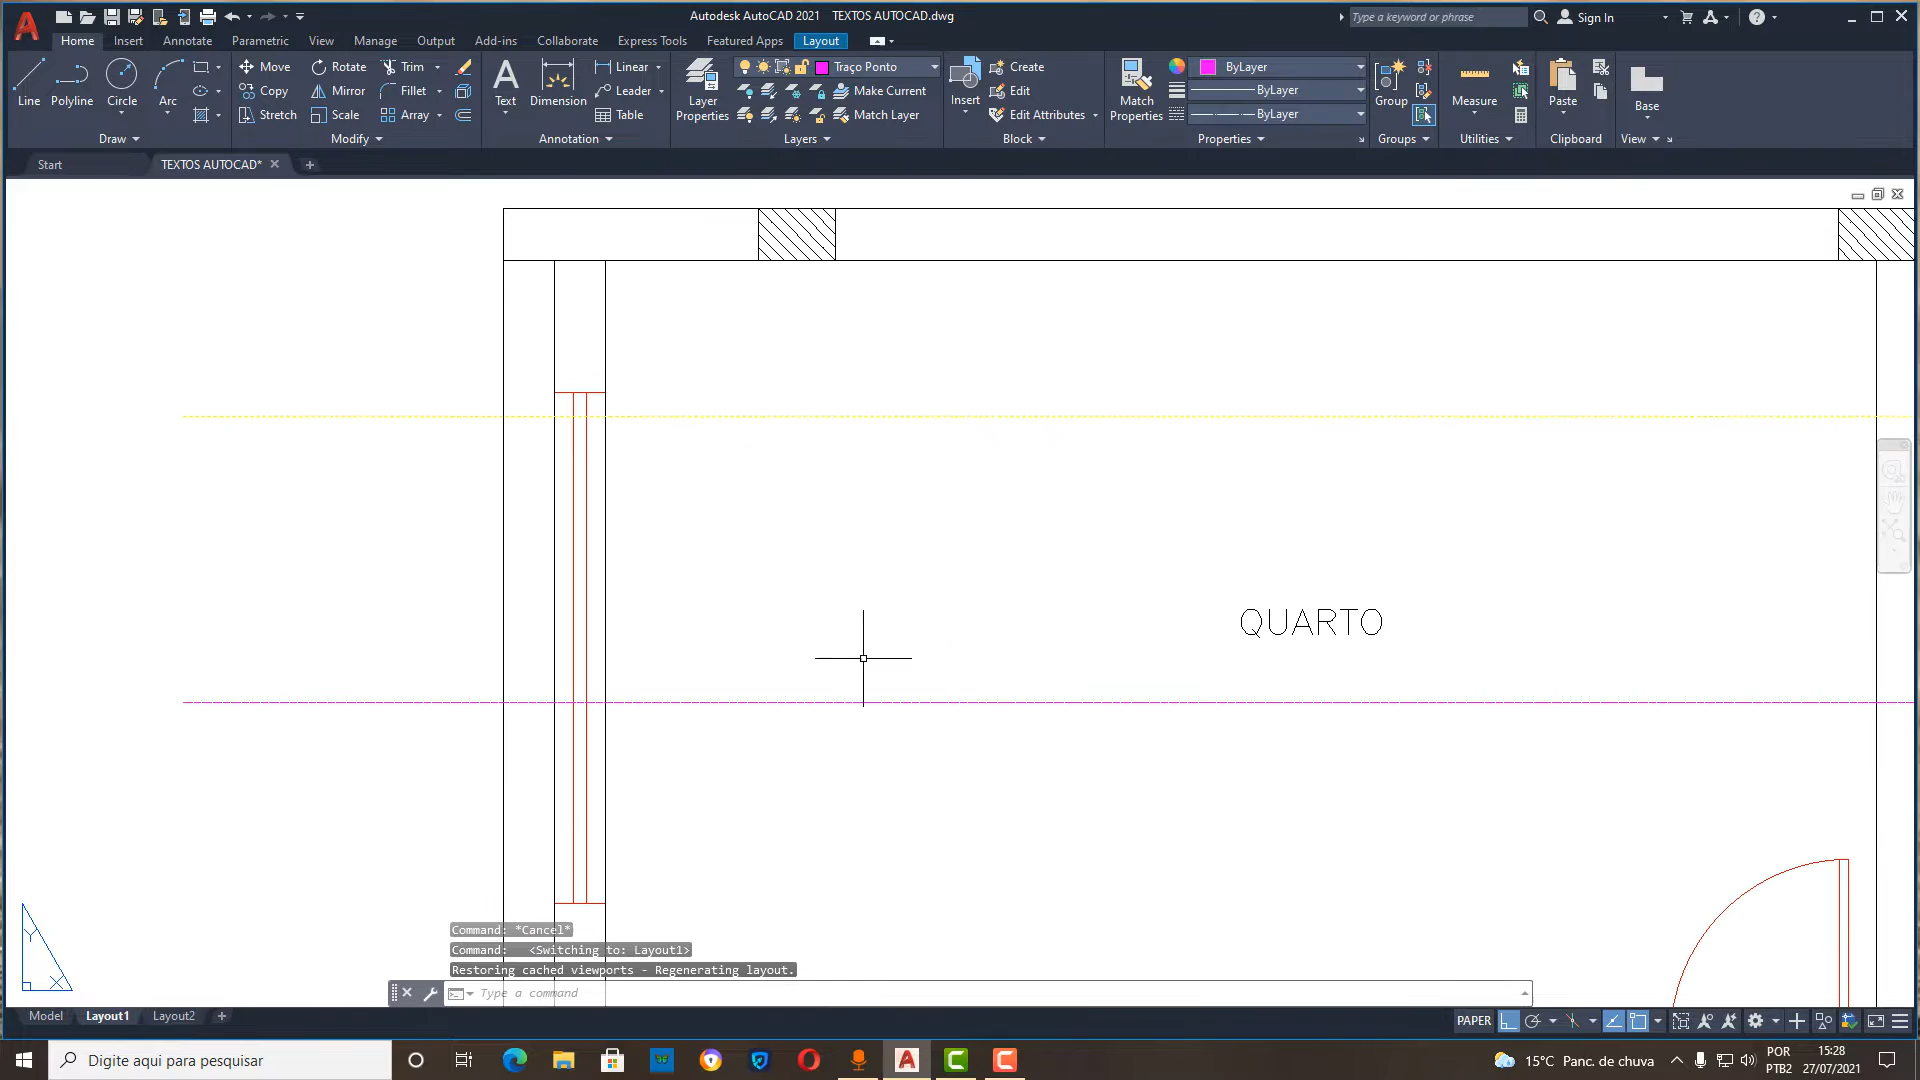 Autodesk AutoCAD 2021 TEXTOS AUTOCAD.dwg
Type a keyword or phrase
Sign In
Home Insert Annotate Parametric View Manage Output Add-ins Collaborate Express Tools Featured Apps Layout
Line Polyline Circle Arc
Move Rotate Trim
Copy Mirror Fillet
Stretch Scale Array
Text Dimension
Linear
Leader
Table
Layer Properties
Traço Ponto
Make Current
Match Layer
Insert
Create
Edit
Edit Attributes
Match Properties
ByLayer
ByLayer
ByLayer
Group
Measure
Paste
Base
Draw Modify Annotation Layers Block Properties Groups Utilities Clipboard View
Start TEXTOS AUTOCAD*
QUARTO
Y
X
Command: *Cancel*
Command: <Switching to: Layout1>
Restoring cached viewports - Regenerating layout.
Type a command
Model Layout1 Layout2
PAPER
Digite aqui para pesquisar
15°C Panc. de chuva
POR
PTB2
15:28
27/07/2021